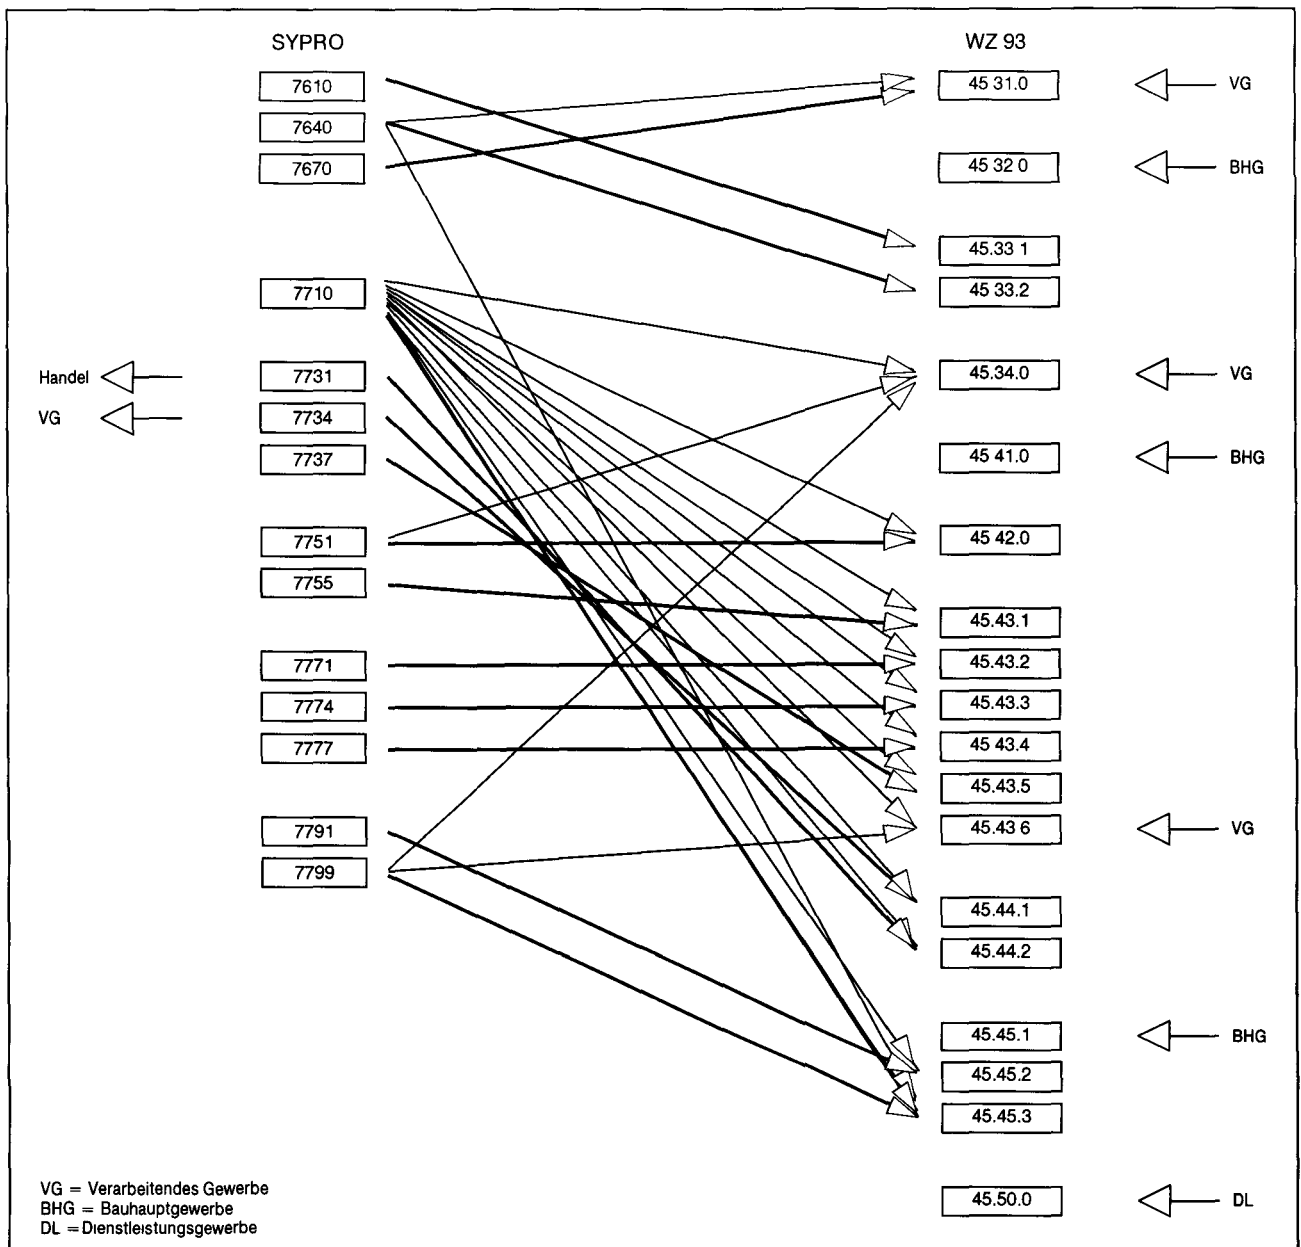 SYPRO WZ 93
7610 45 31.0 VG
7640
7670 45 32 0 BHG
45.33 1
7710 45 33.2
Handel 7731 45.34.0 VG
VG 7734
7737 45 41.0 BHG
7751 45 42.0
7755
45.43.1
7771 45.43.2
7774 45.43.3
7777 45 43.4
45.43.5
7791 45.43 6 VG
7799
45.44.1
45.44.2
45.45.1 BHG
45.45.2
45.45.3
VG = Verarbeitendes Gewerbe
BHG = Bauhauptgewerbe
DL = Dienstleistungsgewerbe
45.50.0 DL